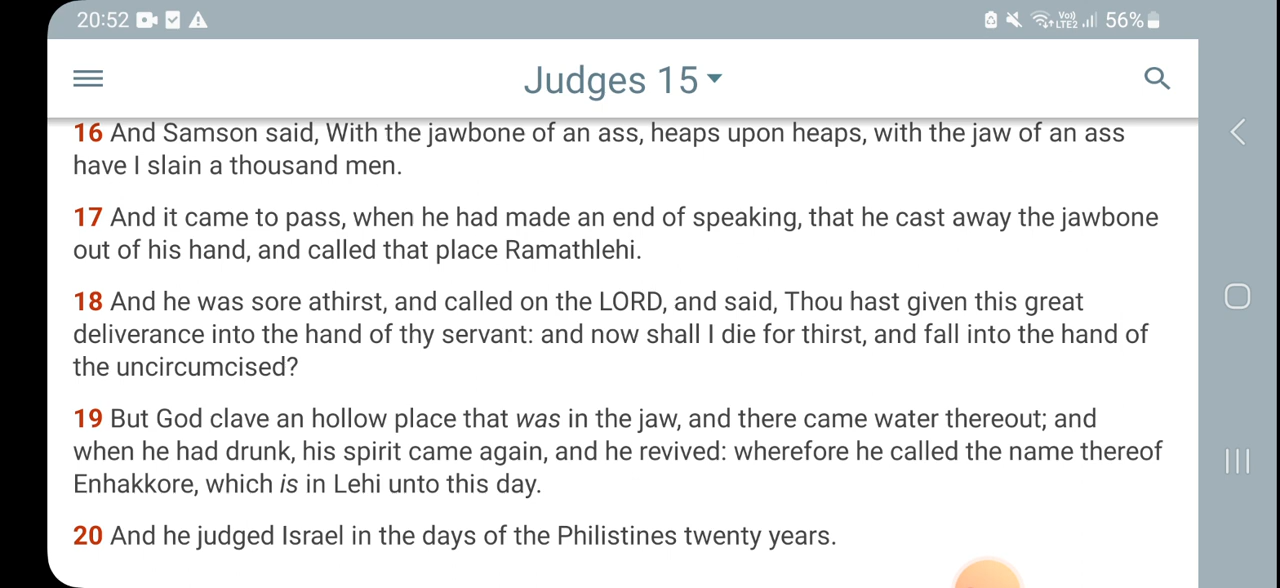 20:52 Vo) LTE2 56%
Judges 15
16 And Samson said, With the jawbone of an ass, heaps upon heaps, with the jaw of an ass
have I slain a thousand men.
17 And it came to pass, when he had made an end of speaking, that he cast away the jawbone
out of his hand, and called that place Ramathlehi.
18 And he was sore athirst, and called on the LORD, and said, Thou hast given this great
deliverance into the hand of thy servant: and now shall I die for thirst, and fall into the hand of
the uncircumcised?
19 But God clave an hollow place that was in the jaw, and there came water thereout; and
when he had drunk, his spirit came again, and he revived: wherefore he called the name thereof
Enhakkore, which is in Lehi unto this day.
20 And he judged Israel in the days of the Philistines twenty years.